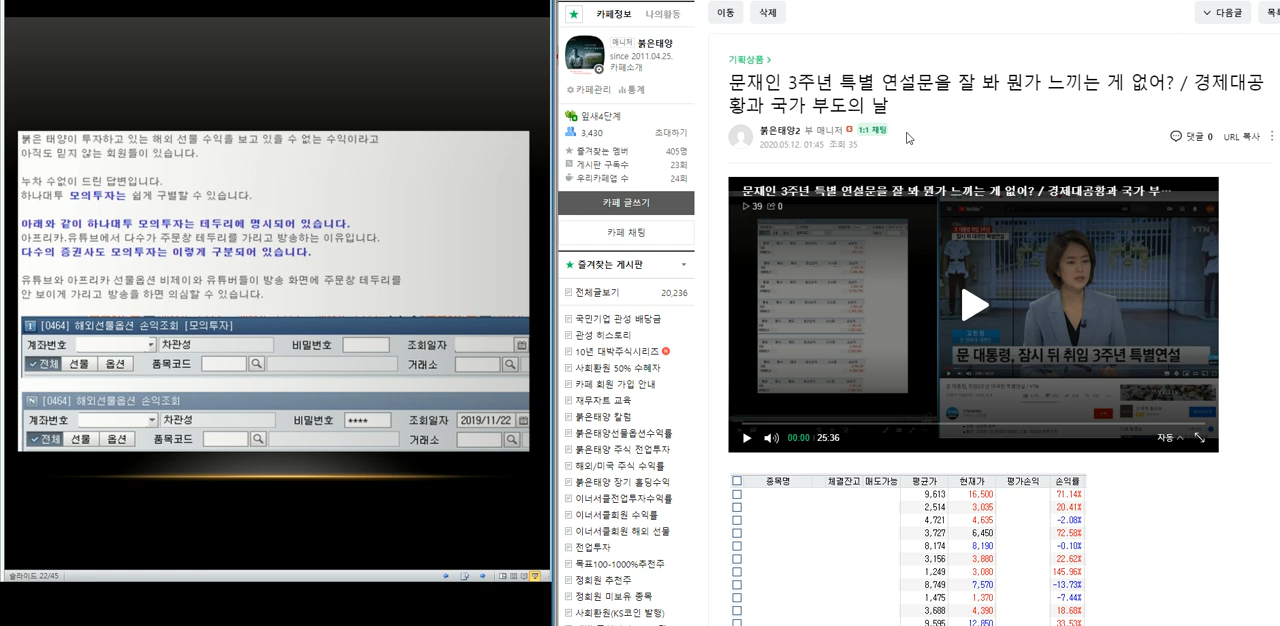 붉은 태양이 투자하고 있는 해외 선물 수익을 보고 있을 수 없는 수익이라고
아직도 믿지 않는 회원들이 있습니다.
누차 수없이 드린 답변입니다.
하나대투 모의투자는 쉽게 구별할 수 있습니다.
아래와 같이 하나대투 모의투자는 테두리에 명시되어 있습니다.
아프리카.유튜브에서 다수가 주문창 테두리를 가리고 방송하는 이유입니다.
다수의 증권사도 모의투자는 이렇게 구분되어 있습니다.
유튜브와 아프리카 선물옵션 비제이와 유튜버들이 방송 화면에 주문창 테두리를
안 보이게 가리고 방송을 하면 의심할 수 있습니다.
[0464] 해외선물옵션 손익조회 [모의투자]
계좌번호 차관성 비밀번호 조회일자
전체 선물 옵션 품목코드 거래소
[0464] 해외선물옵션 손익조회
계좌번호 차관성 비밀번호 **** 조회일자 2019/11/22
전체 선물 옵션 품목코드 거래소
슬라이드 22/45
카페정보 나의활동
매니저 붉은태양
since 2011.04.25.
카페소개
카페관리 통계
잎새4단계
3,430 초대하기
즐겨찾는 멤버 405명
게시판 구독수 23회
우리카페앱 수 24회
카페 글쓰기
카페 채팅
즐겨찾는 게시판
전체글보기 20,236
국민기업 관성 배당금
관성 히스토리
10년 대박주식시리즈
사회환원 50% 수혜자
카페 회원 가입 안내
재무차트 교육
붉은태양 칼럼
붉은태양선물옵션수익률
붉은태양 주식 전업투자
해외/미국 주식 수익률
붉은태양 장기 홀딩수익
이너서클전업투자수익률
이너서클회원 수익률
이너서클회원 해외 선물
전업투자
목표100-1000%추천주
정회원 추천주
정회원 미보유 종목
사회환원(KS코인 발행)
이동 삭제 다음글 목록
기획상품 >
문재인 3주년 특별 연설문을 잘 봐 뭔가 느끼는 게 없어? / 경제대공
황과 국가 부도의 날
붉은태양2 부 매니저 1:1 채팅
2020.05.12. 01:45 조회 35
댓글 0 URL 복사
문재인 3주년 특별 연설문을 잘 봐 뭔가 느끼는 게 없어? / 경제대공황과 국가 부…
39 0
YTN
문 대통령, 잠시 뒤 취임 3주년 특별연설
00:00 25:36 자동
종목명 체결잔고 매도가능 평균가 현재가 평가손익 손익률
9,613 16,500 71.14%
2,514 3,035 20.41%
4,721 4,635 -2.08%
3,727 6,450 72.58%
8,174 8,190 -0.10%
3,156 3,880 22.62%
1,249 3,080 145.96%
8,749 7,570 -13.73%
1,475 1,370 -7.44%
3,688 4,390 18.68%
9,595 12,850 33.53%